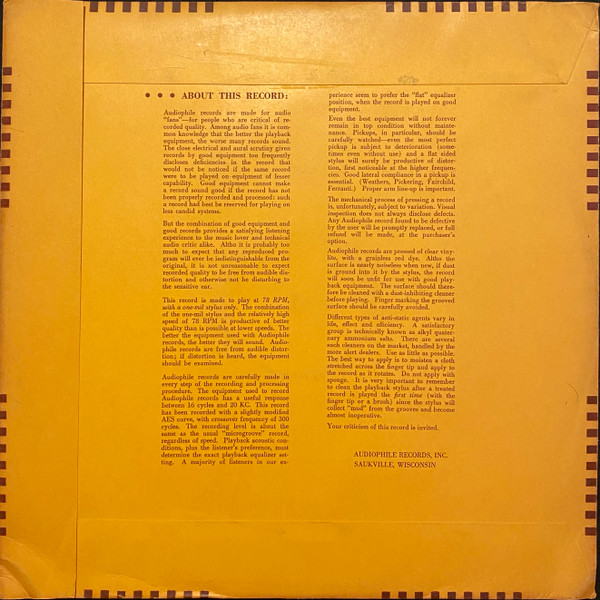 • • • ABOUT THIS RECORD:
Audiophile records are made for audio
"fans"—for people who are critical of re-
corded quality. Among audio fans it is com-
mon knowledge that the better the playback
equipment, the worse many records sound.
The close electrical and aural scrutiny given
records by good equipment too frequently
discloses deficiencies in the record that
would not be noticed if the same record
were to be played on equipment of lesser
capability. Good equipment cannot make
a record sound good if the record has not
been properly recorded and processed: such
a record had best be reserved for playing on
less candid systems.
But the combination of good equipment and
good records provides a satisfying listening
experience to the music lover and technical
audio critic alike. Altho it is probably too
much to expect that any reproduced pro-
gram will ever be indistinguishable from the
original, it is not unreasonable to expect
recorded quality to be free from audible dis-
tortion and otherwise not be disturbing to
the sensitive ear.
This record is made to play at 78 RPM,
with a one-mil stylus only. The combination
of the one-mil stylus and the relatively high
speed of 78 RPM is productive of better
quality than is possible at lower speeds. The
better the equipment used with Audiophile
records, the better they will sound. Audio-
phile records are free from audible distor-
tion; if distortion is heard, the equipment
should be examined.
Audiophile records are carefully made in
every step of the recording and processing
procedure. The equipment used to record
Audiophile records has a useful response
between 16 cycles and 20 KC. This record
has been recorded with a slightly modified
AES curve, with crossover frequency of 300
cycles. The recording level is about the
same as the usual "microgroove" record,
regardless of speed. Playback acoustic con-
ditions, plus the listener's preference, must
determine the exact playback equalizer set-
ting. A majority of listeners in our ex-
perience seem to prefer the "flat" equalizer
position, when the record is played on good
equipment.
Even the best equipment will not forever
remain in top condition without mainte-
nance. Pickups, in particular, should be
carefully watched—even the most perfect
pickup is subject to deterioration (some-
times even without use) and a flat sided
stylus will surely be productive of distor-
tion, first noticeable at the higher frequen-
cies. Good lateral compliance in a pickup is
essential. (Weathers, Pickering, Fairchild,
Ferranti.) Proper arm line-up is important.
The mechanical process of pressing a record
is, unfortunately, subject to variation. Visual
inspection does not always disclose defects.
Any Audiophile record found to be defective
by the user will be promptly replaced, or full
refund will be made, at the purchaser's
option.
Audiophile records are pressed of clear viny-
lite, with a grainless red dye. Altho the
surface is nearly noiseless when new, if dust
is ground into it by the stylus, the record
will soon be unfit for use with good play-
back equipment. The surface should there-
fore be cleaned with a dust-inhibiting cleaner
before playing. Finger marking the grooved
surface should be carefully avoided.
Different types of anti-static agents vary in
life, effect and efficiency. A satisfactory
group is technically known as alkyl quater-
nary ammonium salts. There are several
such cleaners on the market, handled by the
more alert dealers. Use as little as possible.
The best way to apply is to moisten a cloth
stretched across the finger tip and apply to
the record as it rotates. Do not apply with
sponge. It is very important to remember
to clean the playback stylus after a treated
record is played the first time (with the
finger tip or a brush) since the stylus will
collect "mud" from the grooves and become
almost inoperative.
Your criticism of this record is invited.
AUDIOPHILE RECORDS, INC.
SAUKVILLE, WISCONSIN